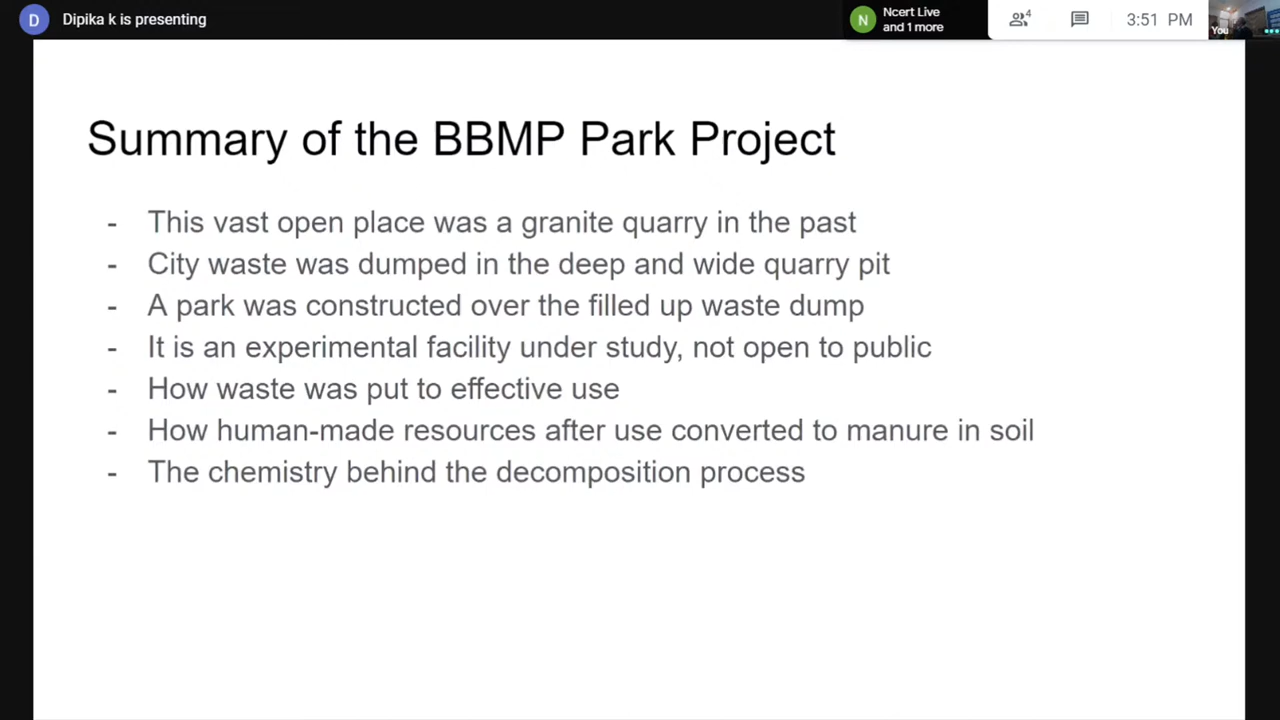 D Dipika k is presenting
N Ncert Live
and 1 more
4
3:51 PM
You
Summary of the BBMP Park Project
- This vast open place was a granite quarry in the past
- City waste was dumped in the deep and wide quarry pit
- A park was constructed over the filled up waste dump
- It is an experimental facility under study, not open to public
- How waste was put to effective use
- How human-made resources after use converted to manure in soil
- The chemistry behind the decomposition process